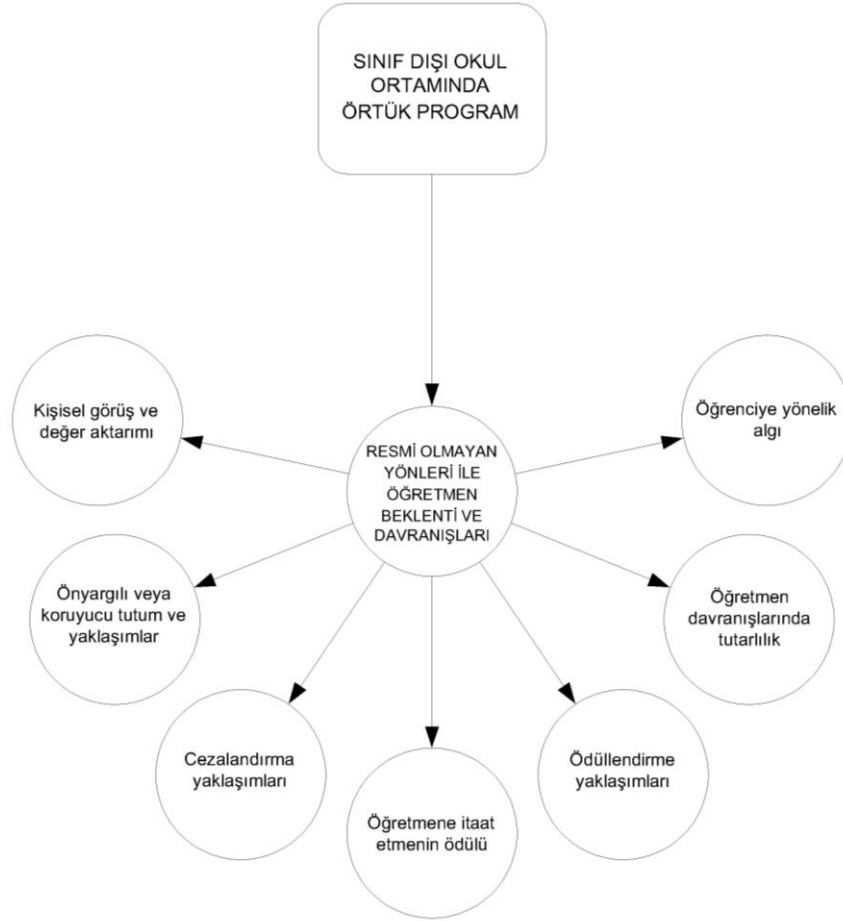 SINIF DIŞI OKUL
ORTAMINDA
ÖRTÜK PROGRAM
Kişisel görüş ve
değer aktarımı
Öğrenciye yönelik
algı
RESMİ OLMAYAN
YÖNLERİ İLE
ÖĞRETMEN
BEKLENTİ VE
DAVRANIŞLARI
Önyargılı veya
koruyucu tutum ve
yaklaşımlar
Öğretmen
davranışlarında
tutarlılık
Cezalandırma
yaklaşımları
Ödüllendirme
yaklaşımları
Öğretmene itaat
etmenin ödülü